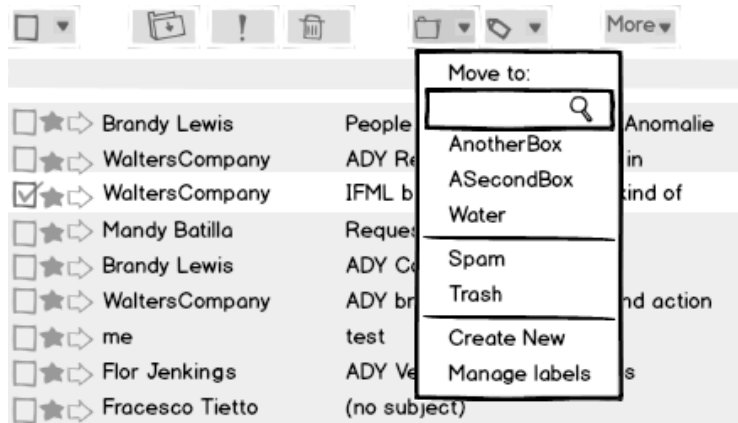 More
Move to:
Brandy Lewis People Anomalie
AnotherBox
WaltersCompany ADY Re in
ASecondBox
WaltersCompany IFML b kind of
Water
Mandy Batilla Reques
Spam
Brandy Lewis ADY Co
Trash
WaltersCompany ADY br nd action
Create New
me test
Manage labels
Flor Jenkings ADY Ve s
Fracesco Tietto (no subject)